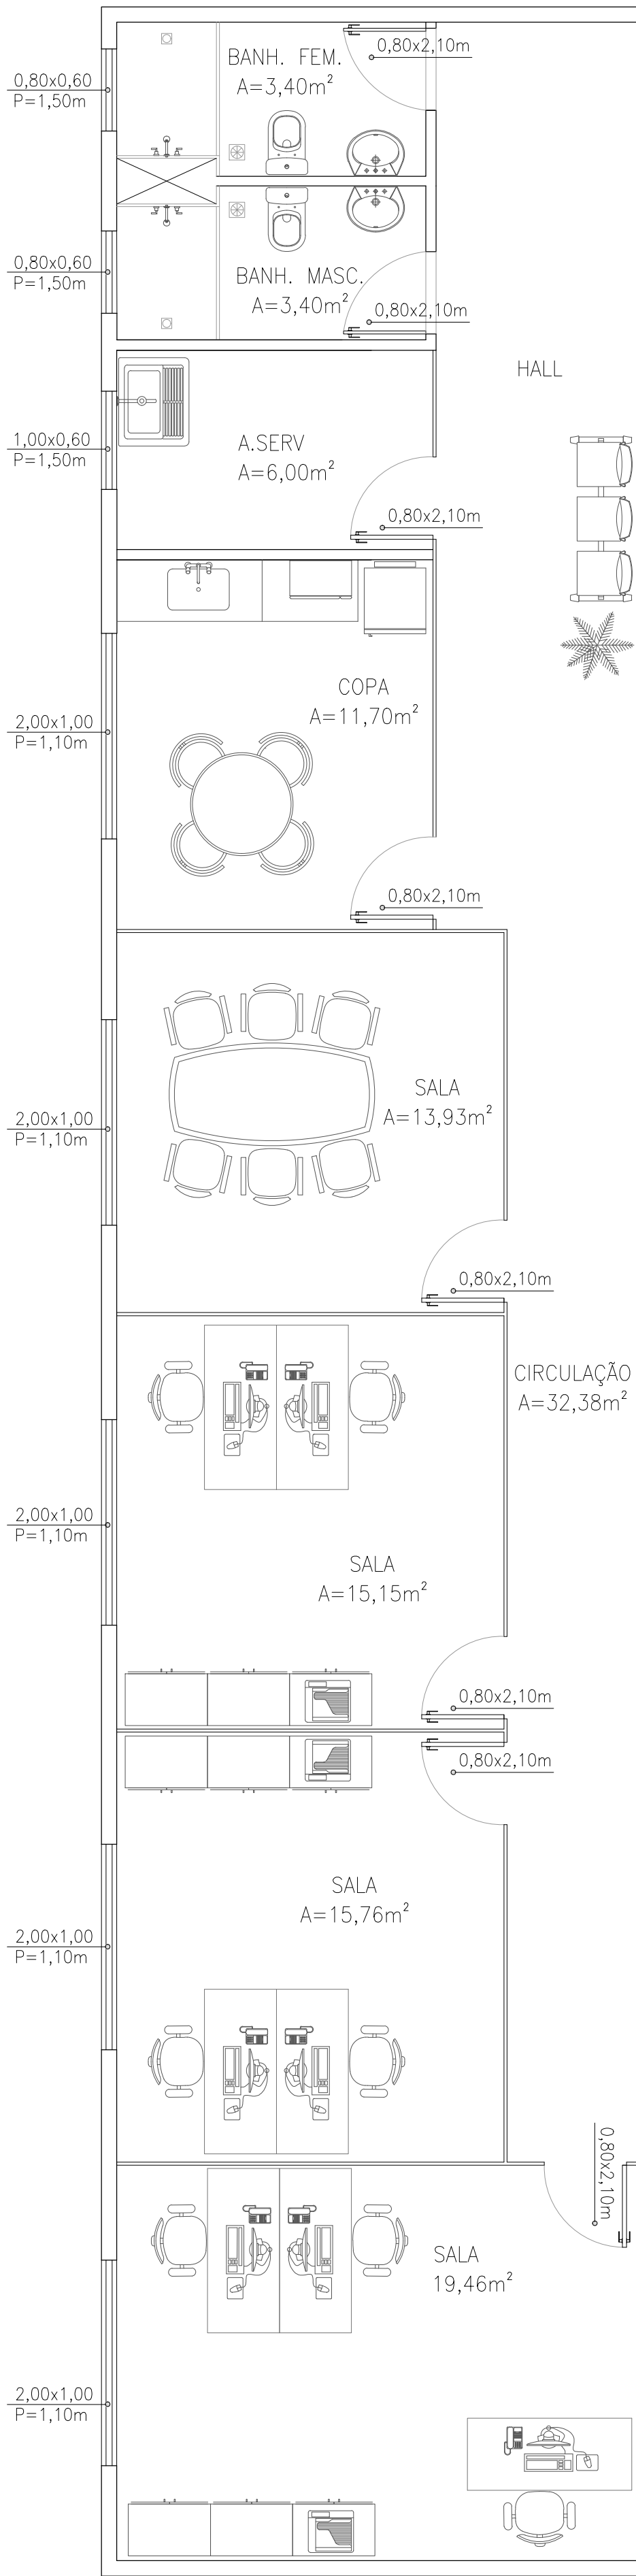 BANH. FEM.
A=3,40m²
0,80x2,10m
0,80x0,60
P=1,50m
0,80x0,60
P=1,50m
BANH. MASC.
A=3,40m²
0,80x2,10m
HALL
1,00x0,60
P=1,50m
A.SERV
A=6,00m²
0,80x2,10m
COPA
A=11,70m²
2,00x1,00
P=1,10m
0,80x2,10m
SALA
A=13,93m²
2,00x1,00
P=1,10m
0,80x2,10m
CIRCULAÇÃO
A=32,38m²
2,00x1,00
P=1,10m
SALA
A=15,15m²
0,80x2,10m
0,80x2,10m
SALA
A=15,76m²
2,00x1,00
P=1,10m
0,80x2,10m
SALA
19,46m²
2,00x1,00
P=1,10m